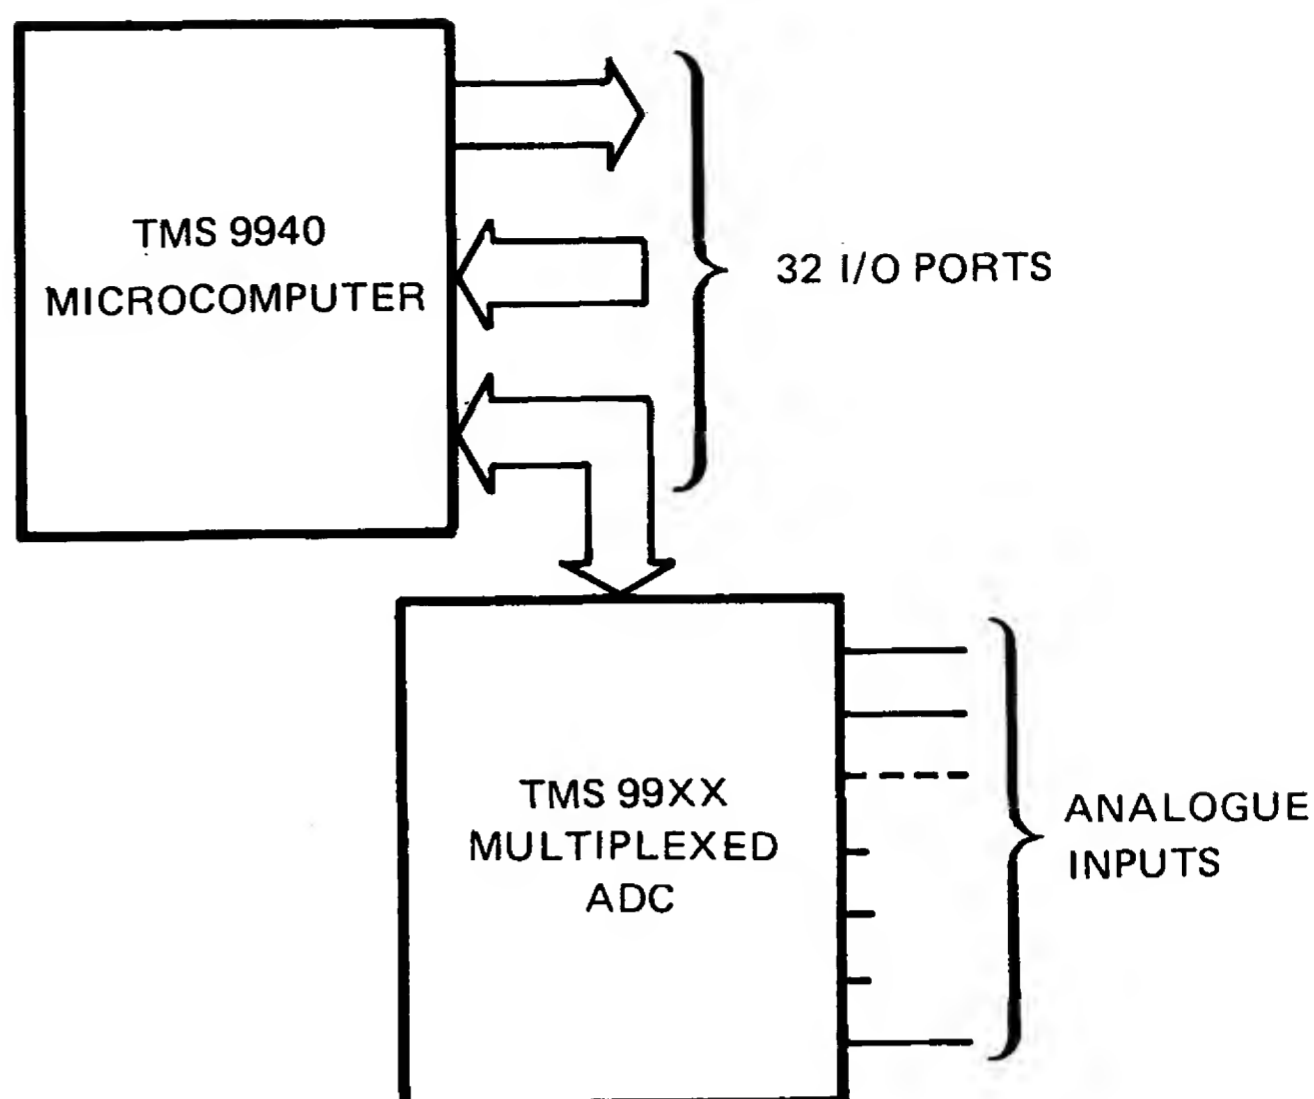 TMS 9940
MICROCOMPUTER
32 I/O PORTS
TMS 99XX
MULTIPLEXED
ADC
ANALOGUE
INPUTS